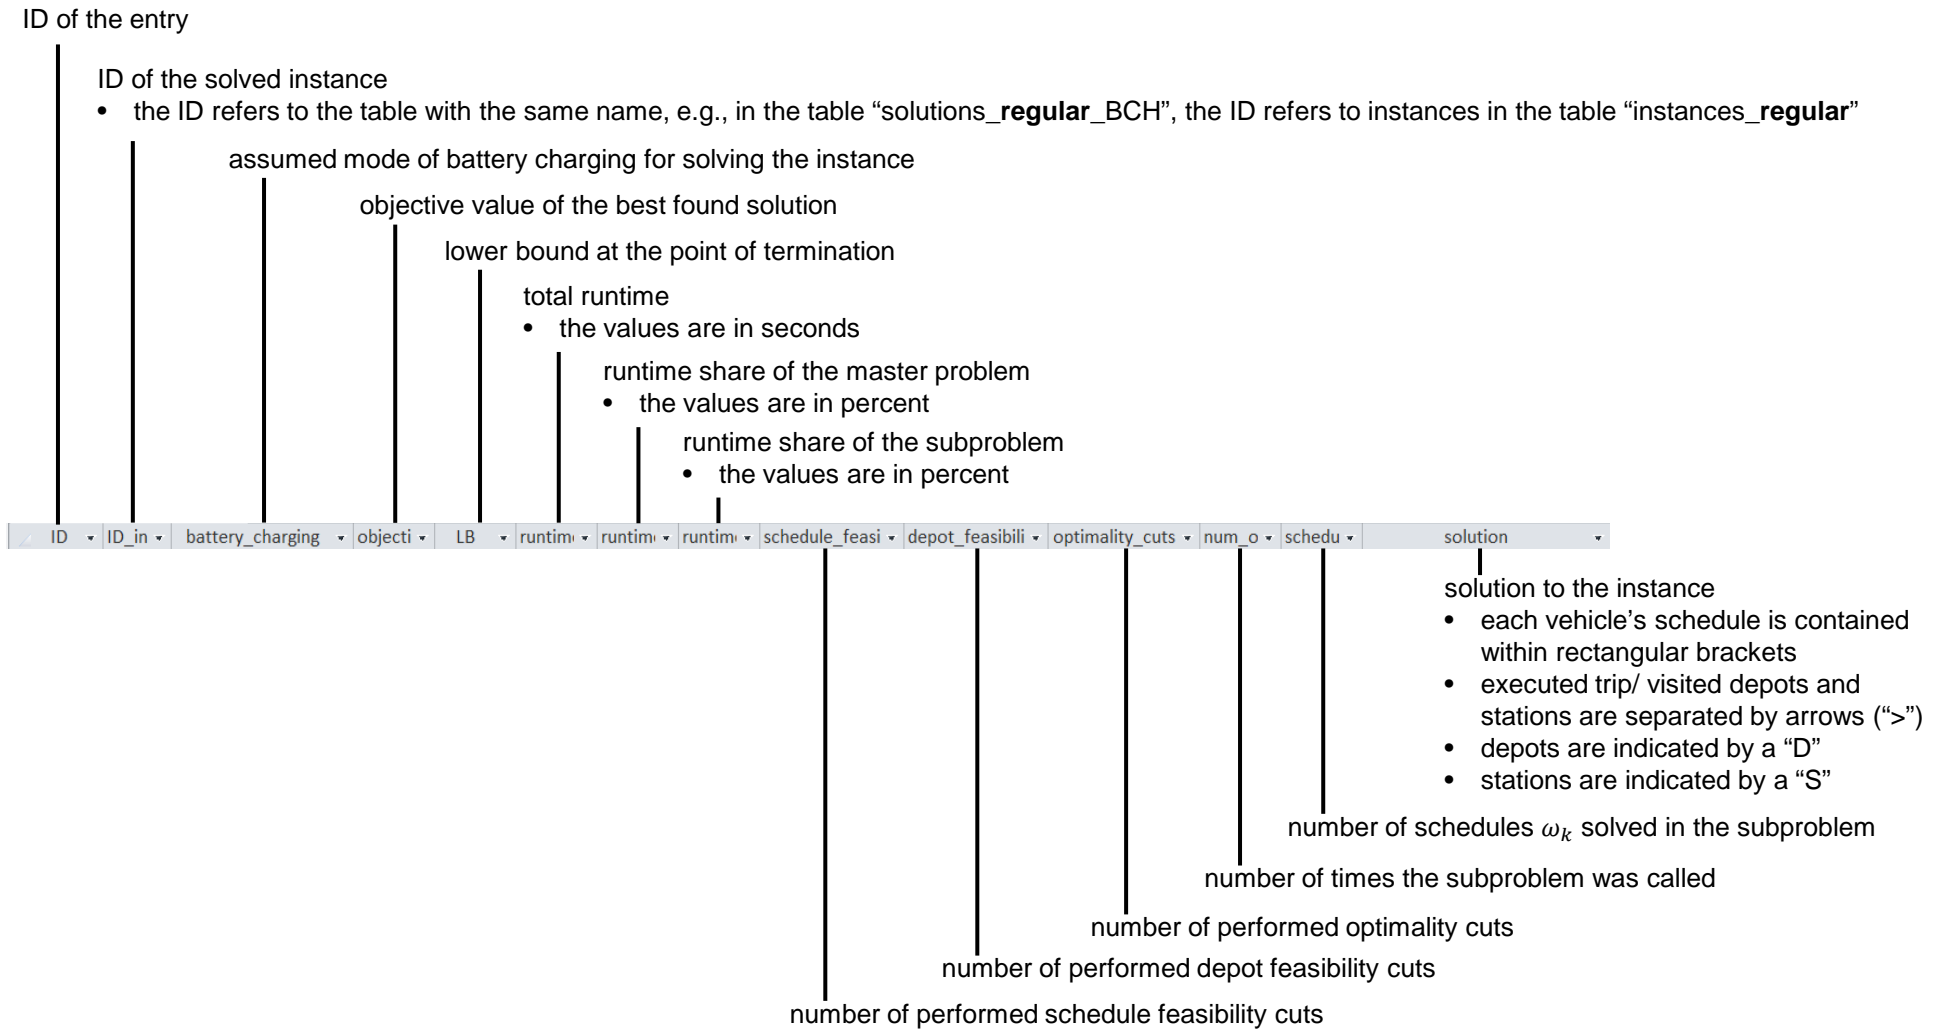 ID of the entry
ID of the solved instance
• the ID refers to the table with the same name, e.g., in the table “solutions_regular_BCH”, the ID refers to instances in the table “instances_regular”
assumed mode of battery charging for solving the instance
objective value of the best found solution
lower bound at the point of termination
total runtime
• the values are in seconds
runtime share of the master problem
• the values are in percent
runtime share of the subproblem
• the values are in percent
ID ID_in battery_charging objecti LB runtim runtim runtim schedule_feasi depot_feasibili optimality_cuts num_o schedu solution
solution to the instance
• each vehicle’s schedule is contained
within rectangular brackets
• executed trip/ visited depots and
stations are separated by arrows (“>”)
• depots are indicated by a “D”
• stations are indicated by a “S”
number of schedules ωₖ solved in the subproblem
number of times the subproblem was called
number of performed optimality cuts
number of performed depot feasibility cuts
number of performed schedule feasibility cuts